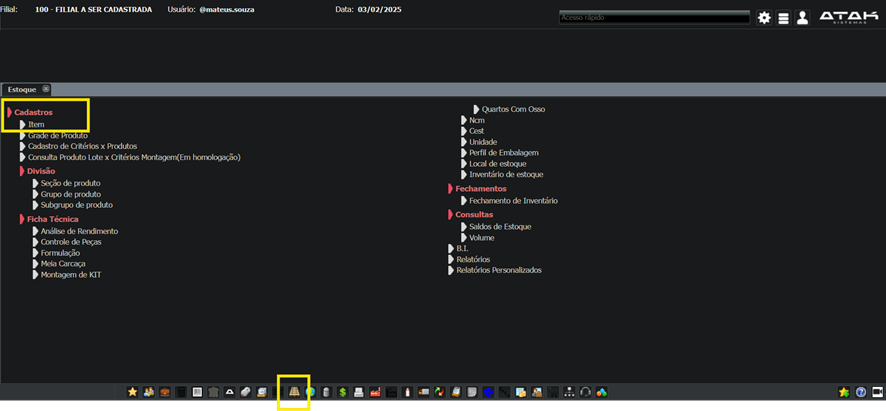 Filial: 100 - FILIAL A SER CADASTRADA Usuário: @mateus.souza Data: 03/02/2025
Acesso rápido
ATAK
SISTEMAS
Estoque
Cadastros
Item
Grade de Produto
Cadastro de Critérios x Produtos
Consulta Produto Lote x Critérios Montagem(Em homologação)
Divisão
Seção de produto
Grupo de produto
Subgrupo de produto
Ficha Técnica
Análise de Rendimento
Controle de Peças
Formulação
Meia Carcaça
Montagem de KIT
Quartos Com Osso
Ncm
Cest
Unidade
Perfil de Embalagem
Local de estoque
Inventário de estoque
Fechamentos
Fechamento de Inventário
Consultas
Saldos de Estoque
Volume
B.I.
Relatórios
Relatórios Personalizados